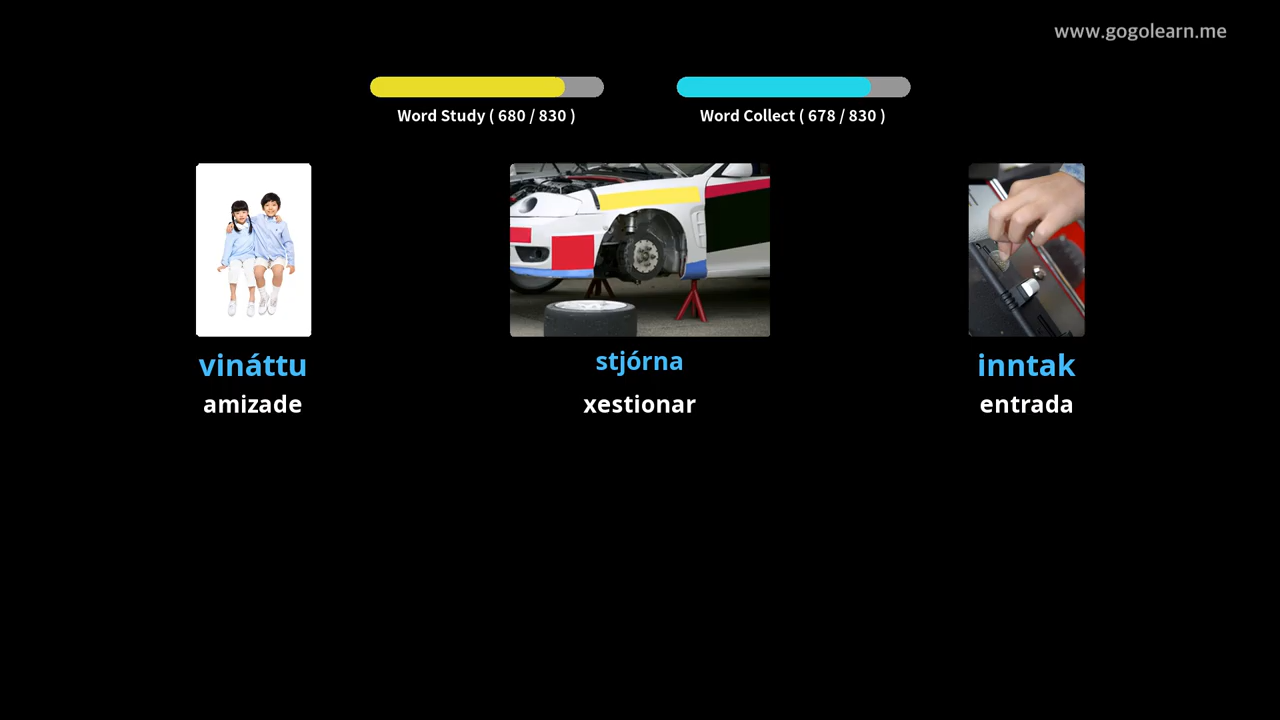 www.gogolearn.me
Word Study ( 680 / 830 )
Word Collect ( 678 / 830 )
vináttu
stjórna
inntak
amizade
xestionar
entrada